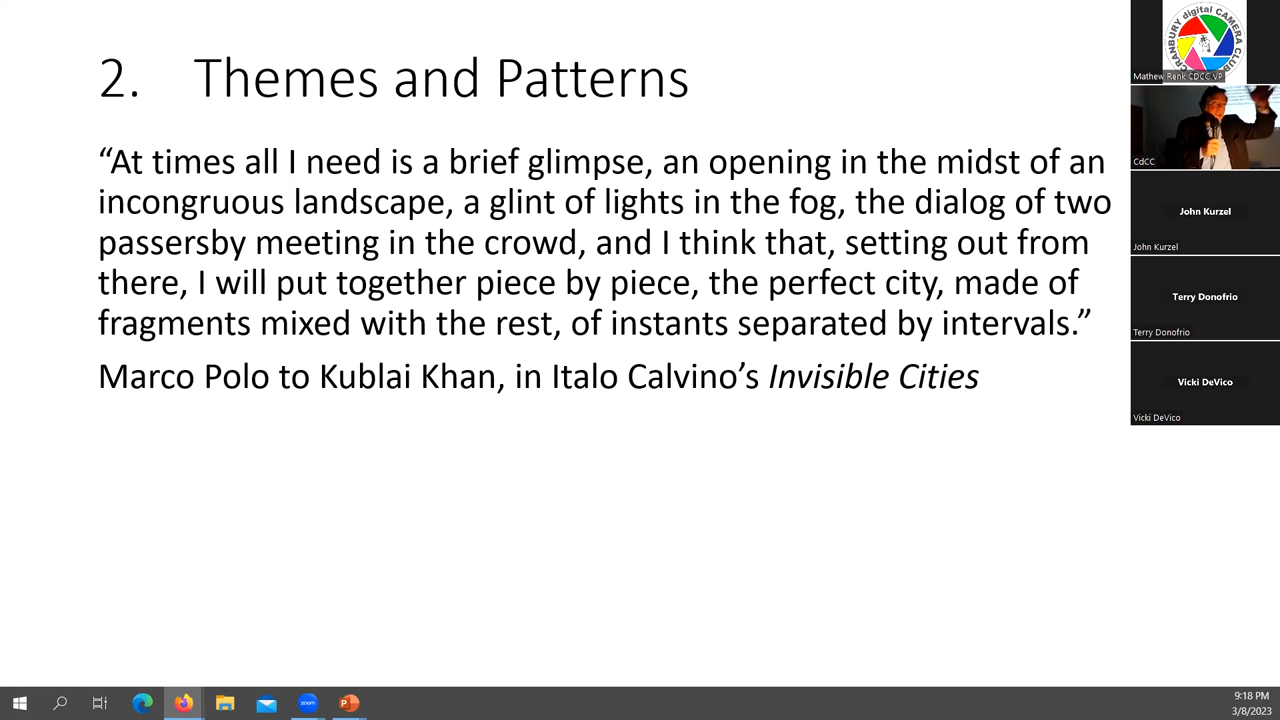 2. Themes and Patterns
“At times all I need is a brief glimpse, an opening in the midst of an
incongruous landscape, a glint of lights in the fog, the dialog of two
passersby meeting in the crowd, and I think that, setting out from
there, I will put together piece by piece, the perfect city, made of
fragments mixed with the rest, of instants separated by intervals.”
Marco Polo to Kublai Khan, in Italo Calvino’s Invisible Cities
CRANBURY digital CAMERA CLUB
Mathew Renk CDCC VP
CdCC
John Kurzel
John Kurzel
Terry Donofrio
Terry Donofrio
Vicki DeVico
Vicki DeVico
zoom
P
9:18 PM
3/8/2023